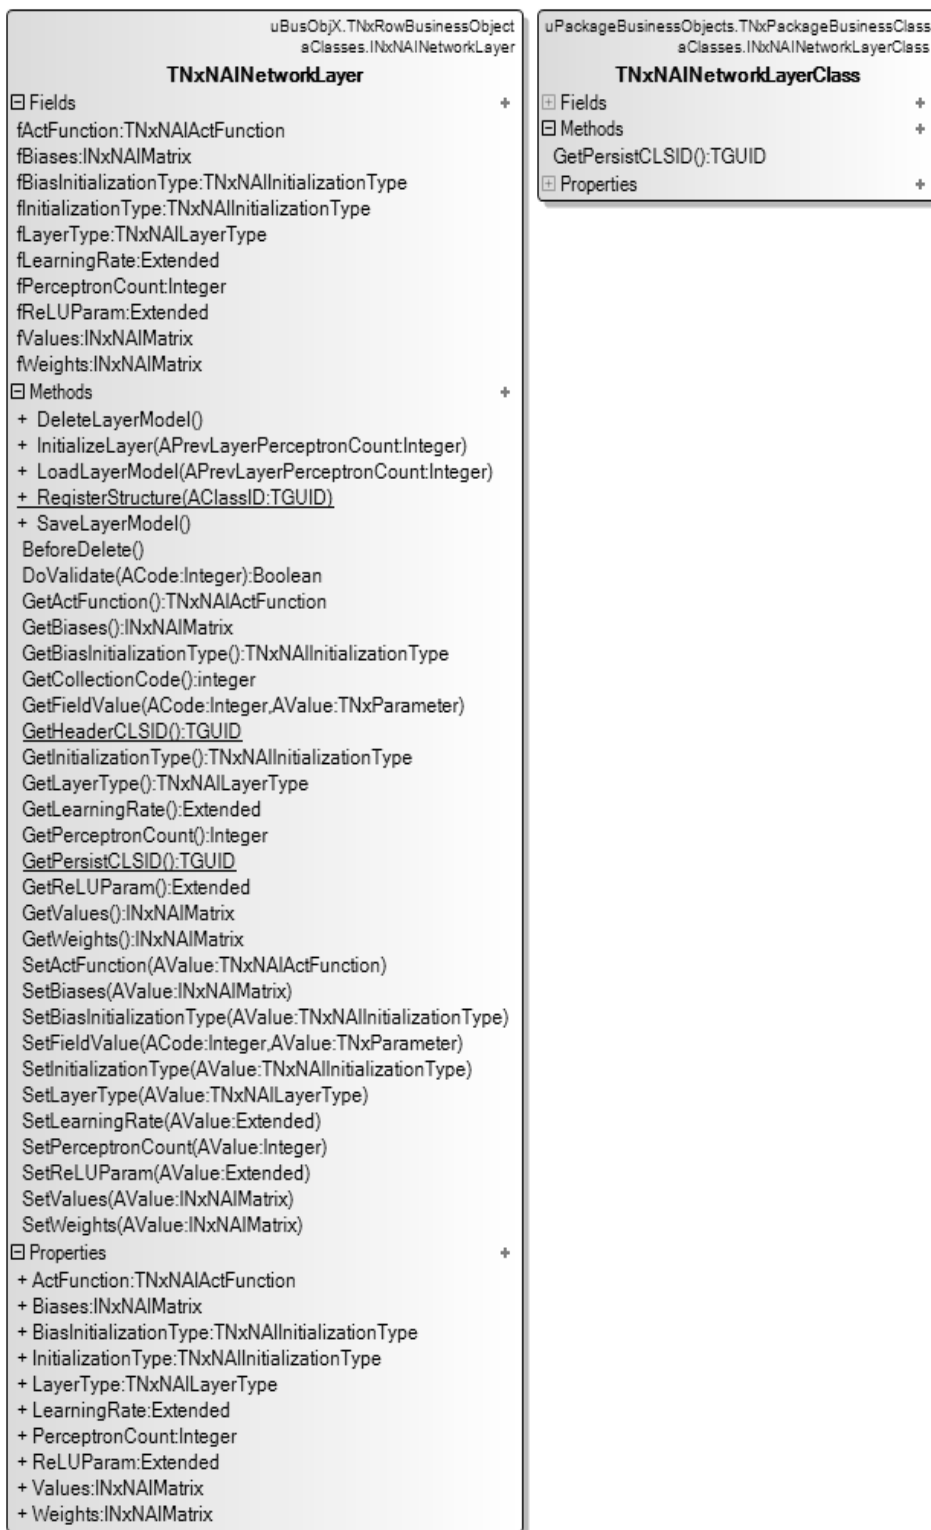 uBusObjX.TNxRowBusinessObject
aClasses.INxNAINetworkLayer
TNxNAINetworkLayer
Fields +
fActFunction:TNxNAIActFunction
fBiases:INxNAIMatrix
fBiasInitializationType:TNxNAIInitializationType
fInitializationType:TNxNAIInitializationType
fLayerType:TNxNAILayerType
fLearningRate:Extended
fPerceptronCount:Integer
fReLUParam:Extended
fValues:INxNAIMatrix
fWeights:INxNAIMatrix
Methods +
+ DeleteLayerModel()
+ InitializeLayer(APrevLayerPerceptronCount:Integer)
+ LoadLayerModel(APrevLayerPerceptronCount:Integer)
+ RegisterStructure(AClassID:TGUID)
+ SaveLayerModel()
BeforeDelete()
DoValidate(ACode:Integer):Boolean
GetActFunction():TNxNAIActFunction
GetBiases():INxNAIMatrix
GetBiasInitializationType():TNxNAIInitializationType
GetCollectionCode():integer
GetFieldValue(ACode:Integer,AValue:TNxParameter)
GetHeaderCLSID():TGUID
GetInitializationType():TNxNAIInitializationType
GetLayerType():TNxNAILayerType
GetLearningRate():Extended
GetPerceptronCount():Integer
GetPersistCLSID():TGUID
GetReLUParam():Extended
GetValues():INxNAIMatrix
GetWeights():INxNAIMatrix
SetActFunction(AValue:TNxNAIActFunction)
SetBiases(AValue:INxNAIMatrix)
SetBiasInitializationType(AValue:TNxNAIInitializationType)
SetFieldValue(ACode:Integer,AValue:TNxParameter)
SetInitializationType(AValue:TNxNAIInitializationType)
SetLayerType(AValue:TNxNAILayerType)
SetLearningRate(AValue:Extended)
SetPerceptronCount(AValue:Integer)
SetReLUParam(AValue:Extended)
SetValues(AValue:INxNAIMatrix)
SetWeights(AValue:INxNAIMatrix)
Properties +
+ ActFunction:TNxNAIActFunction
+ Biases:INxNAIMatrix
+ BiasInitializationType:TNxNAIInitializationType
+ InitializationType:TNxNAIInitializationType
+ LayerType:TNxNAILayerType
+ LearningRate:Extended
+ PerceptronCount:Integer
+ ReLUParam:Extended
+ Values:INxNAIMatrix
+ Weights:INxNAIMatrix
uPackageBusinessObjects.TNxPackageBusinessClass
aClasses.INxNAINetworkLayerClass
TNxNAINetworkLayerClass
Fields +
Methods +
GetPersistCLSID():TGUID
Properties +